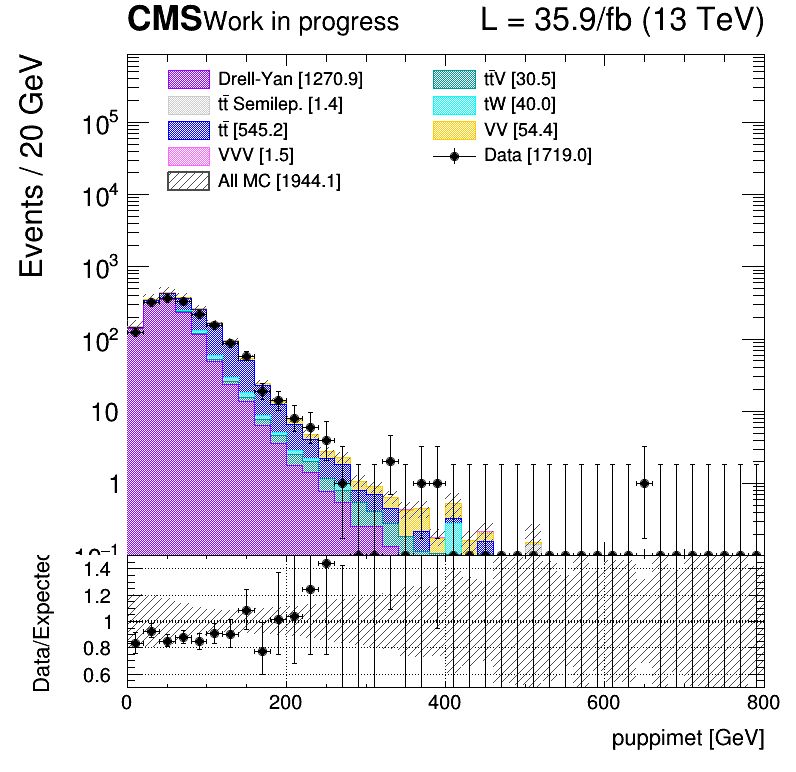 CMS Work in progress L = 35.9/fb (13 TeV)
Events / 20 GeV
Drell-Yan [1270.9]
tt̄ Semilep. [1.4]
tt̄ [545.2]
VVV [1.5]
All MC [1944.1]
tt̄V [30.5]
tW [40.0]
VV [54.4]
Data [1719.0]
10⁵
10⁴
10³
10²
10
1
10⁻¹
Data/Expected
1.4
1.2
1
0.8
0.6
0 200 400 600 800
puppimet [GeV]